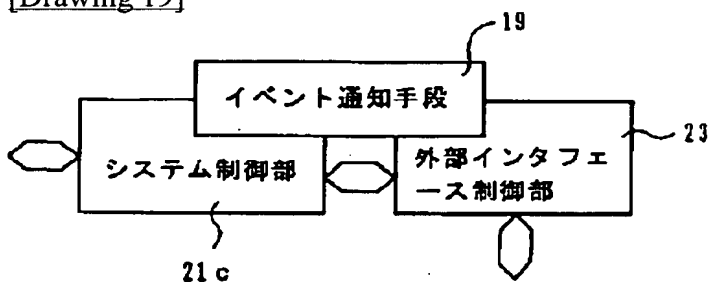 [Drawing 19]
19
イベント通知手段
システム制御部
外部インタフェ
ース制御部
23
21c